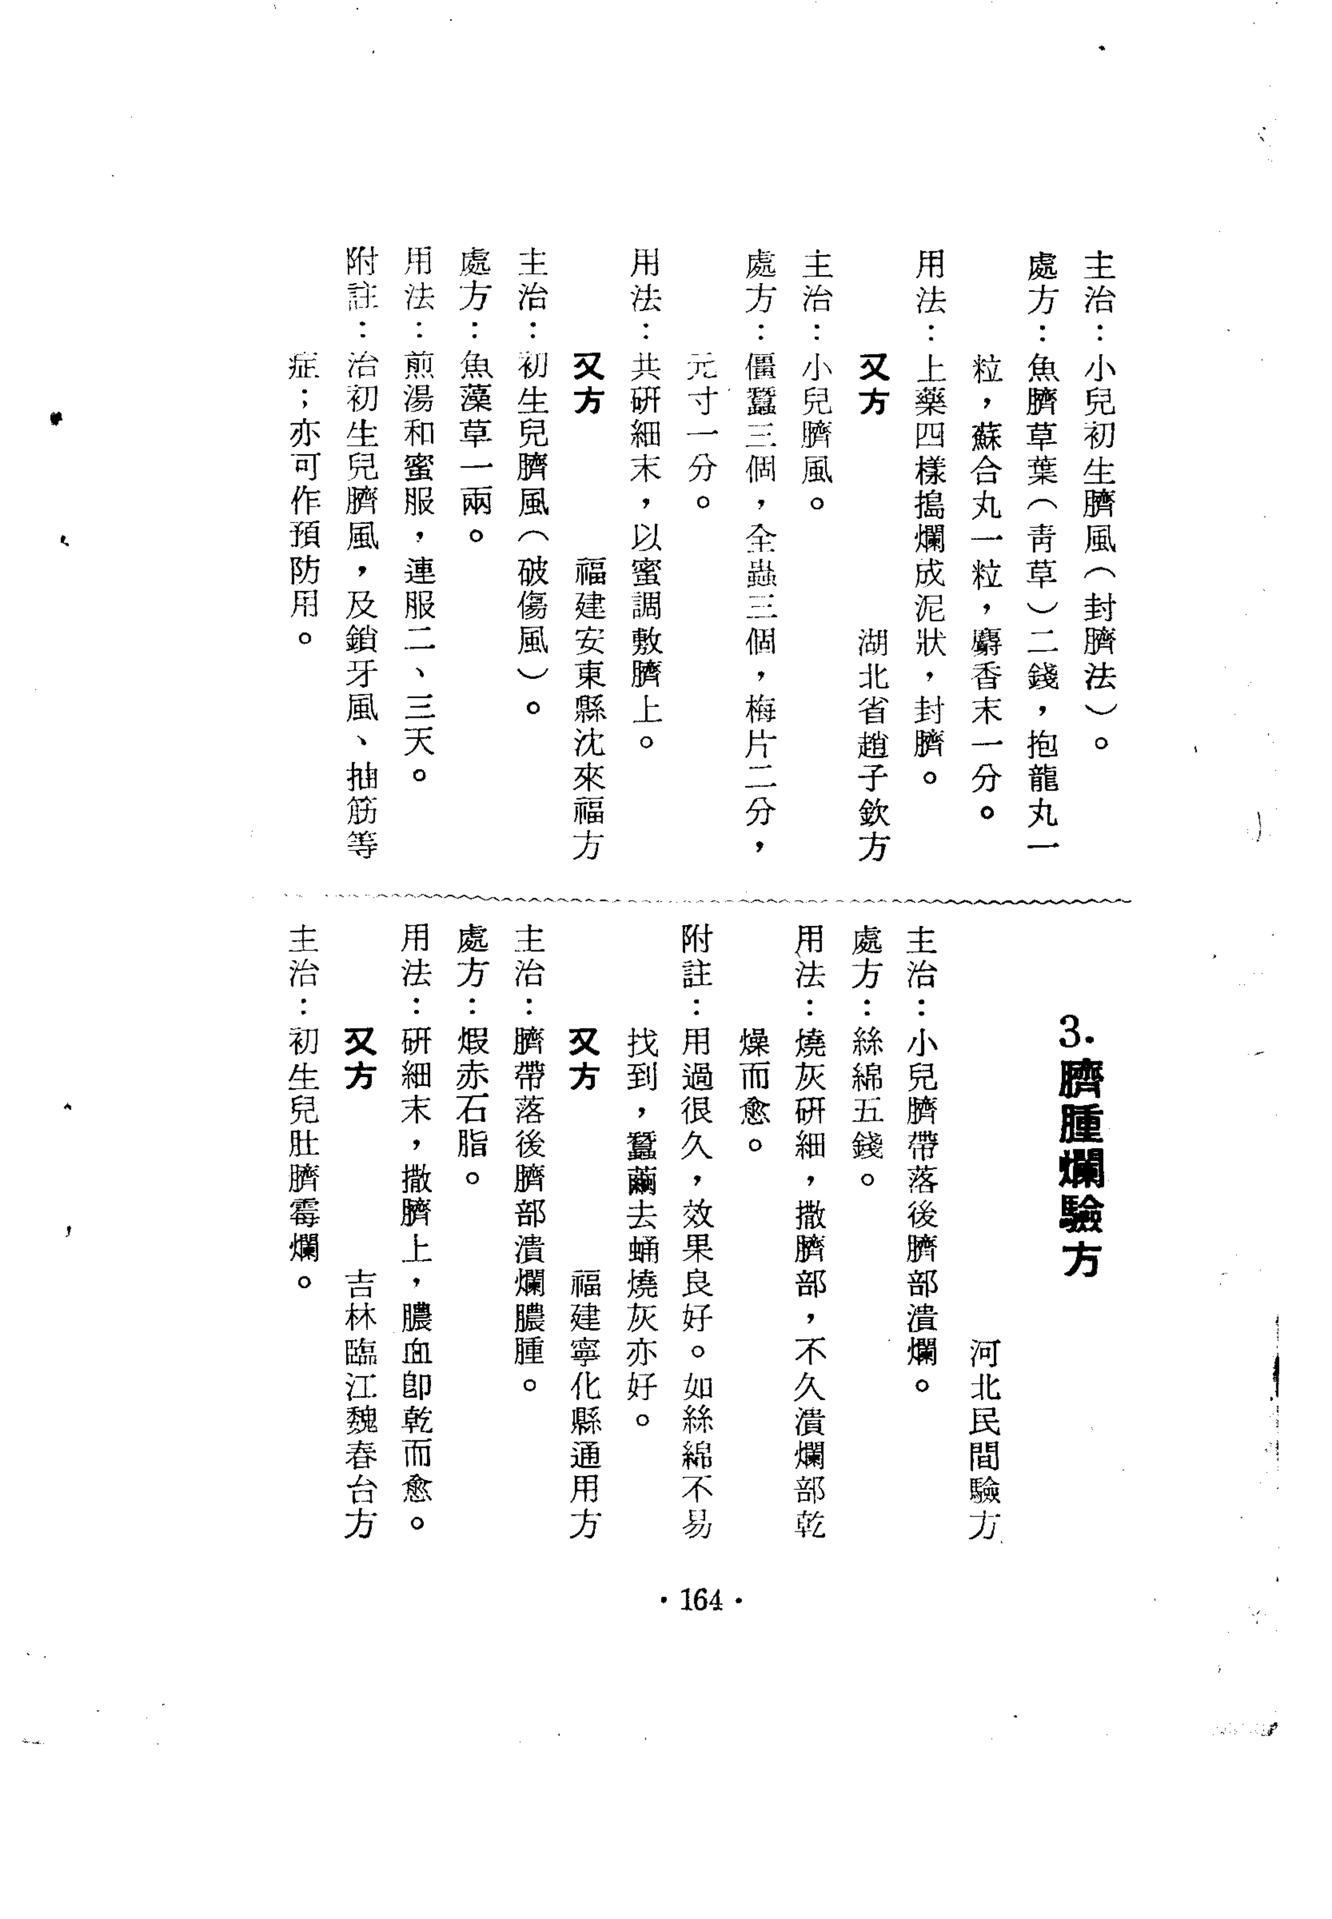 主治：小兒初生臍風（封臍法）。
處方：魚臍草葉（靑草）二錢，抱龍丸一
粒，蘇合丸一粒，麝香末一分。
用法：上藥四樣搗爛成泥狀，封臍。
又方　湖北省趙子欽方
主治：小兒臍風。
處方：僵蠶三個，全蟲三個，梅片二分，
元寸一分。
用法：共研細末，以蜜調敷臍上。
又方　福建安東縣沈來福方
主治：初生兒臍風（破傷風）。
處方：魚藻草一兩。
用法：煎湯和蜜服，連服二、三天。
附註：治初生兒臍風，及鎖牙風、抽筋等
症；亦可作預防用。
3.臍腫爛驗方
河北民間驗方
主治：小兒臍帶落後臍部潰爛。
處方：絲綿五錢。
用法：燒灰研細，撒臍部，不久潰爛部乾
燥而愈。
附註：用過很久，效果良好。如絲綿不易
找到，蠶繭去蛹燒灰亦好。
又方　福建寧化縣通用方
主治：臍帶落後臍部潰爛膿腫。
處方：煆赤石脂。
用法：研細末，撒臍上，膿血卽乾而愈。
又方　吉林臨江魏春台方
主治：初生兒肚臍霉爛。
·164·